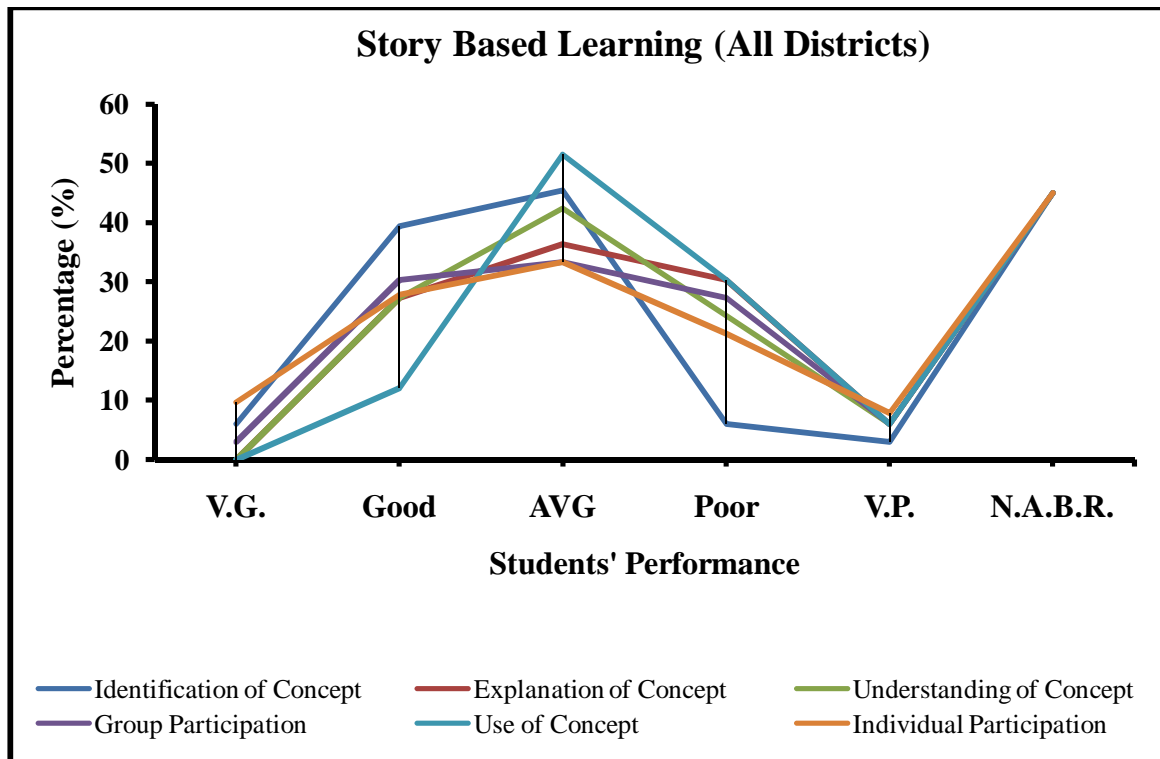 Story Based Learning (All Districts)
60
50
40
30
20
10
0
Percentage (%)
V.G. Good AVG Poor V.P. N.A.B.R.
Students' Performance
Identification of Concept Explanation of Concept Understanding of Concept
Group Participation Use of Concept Individual Participation